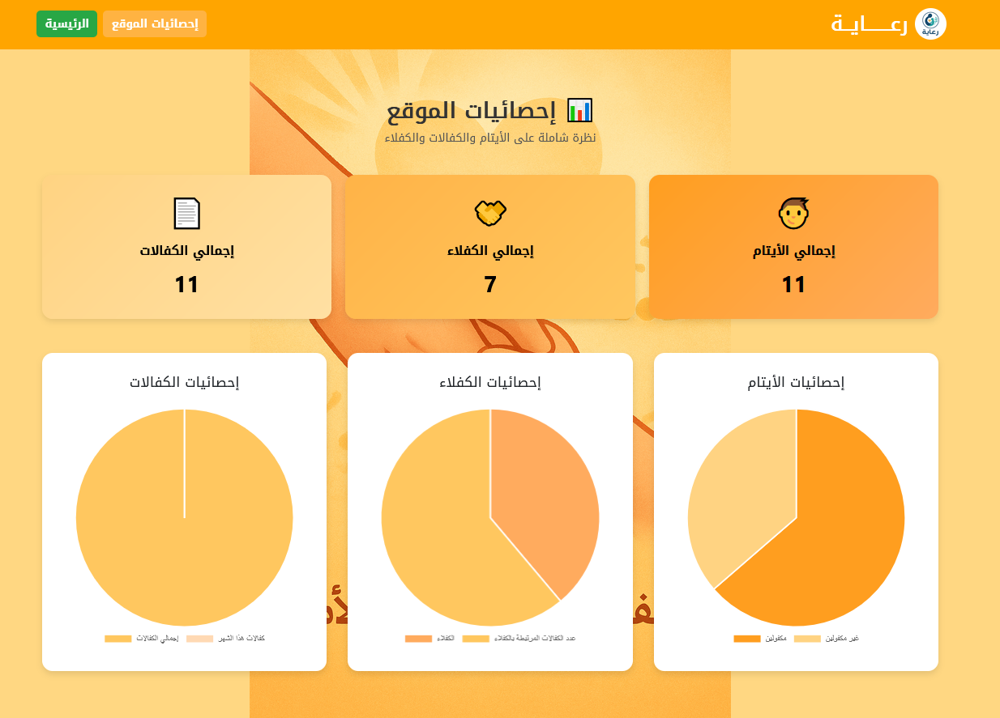 رعاية
رعـــــايــة
إحصائيات الموقع
الرئيسية
إحصائيات الموقع
نظرة شاملة على الأيتام والكفالات والكفلاء
إجمالي الأيتام
11
إجمالي الكفلاء
7
إجمالي الكفالات
11
إحصائيات الأيتام
غير مكفولين
مكفولين
إحصائيات الكفلاء
عدد الكفالات المرتبطة بالكفلاء
الكفلاء
إحصائيات الكفالات
كفالات هذا الشهر
إجمالي الكفالات